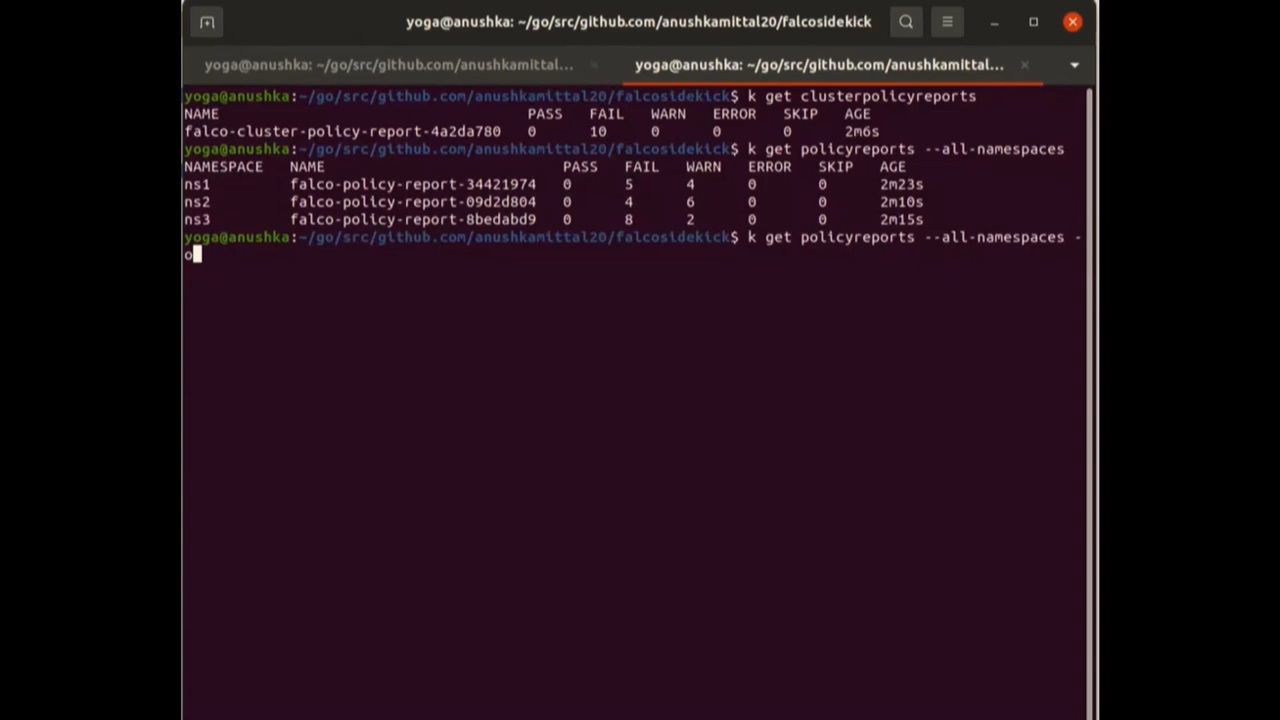 yoga@anushka: ~/go/src/github.com/anushkamittal20/falcosidekick
yoga@anushka: ~/go/src/github.com/anushkamittal...
yoga@anushka: ~/go/src/github.com/anushkamittal...
yoga@anushka:~/go/src/github.com/anushkamittal20/falcosidekick$ k get clusterpolicyreports
NAME PASS FAIL WARN ERROR SKIP AGE
falco-cluster-policy-report-4a2da780 0 10 0 0 0 2m6s
yoga@anushka:~/go/src/github.com/anushkamittal20/falcosidekick$ k get policyreports --all-namespaces
NAMESPACE NAME PASS FAIL WARN ERROR SKIP AGE
ns1 falco-policy-report-34421974 0 5 4 0 0 2m23s
ns2 falco-policy-report-09d2d804 0 4 6 0 0 2m10s
ns3 falco-policy-report-8bedabd9 0 8 2 0 0 2m15s
yoga@anushka:~/go/src/github.com/anushkamittal20/falcosidekick$ k get policyreports --all-namespaces -
o